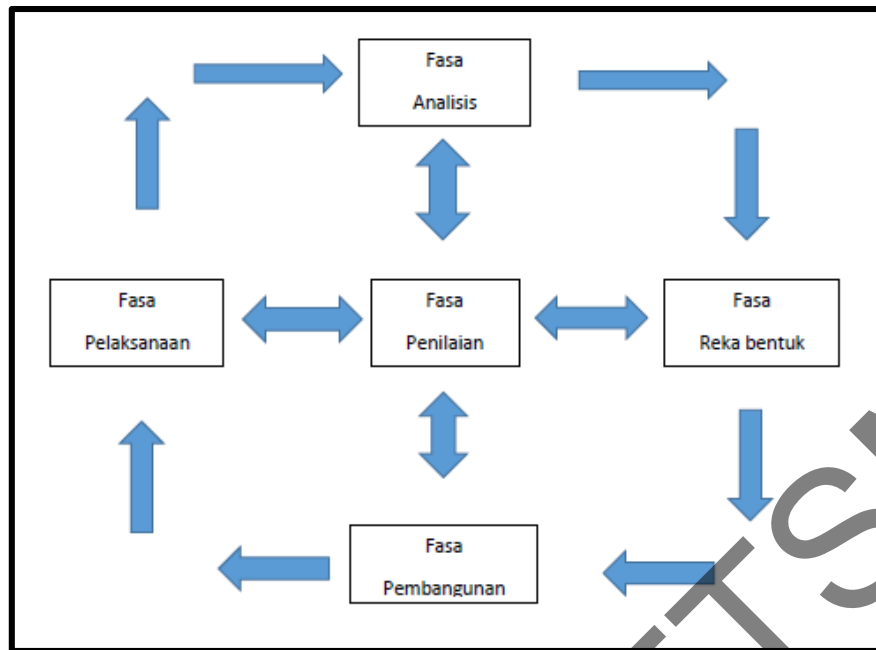 Fasa
Analisis
Fasa
Pelaksanaan
Fasa
Penilaian
Fasa
Reka bentuk
Fasa
Pembangunan